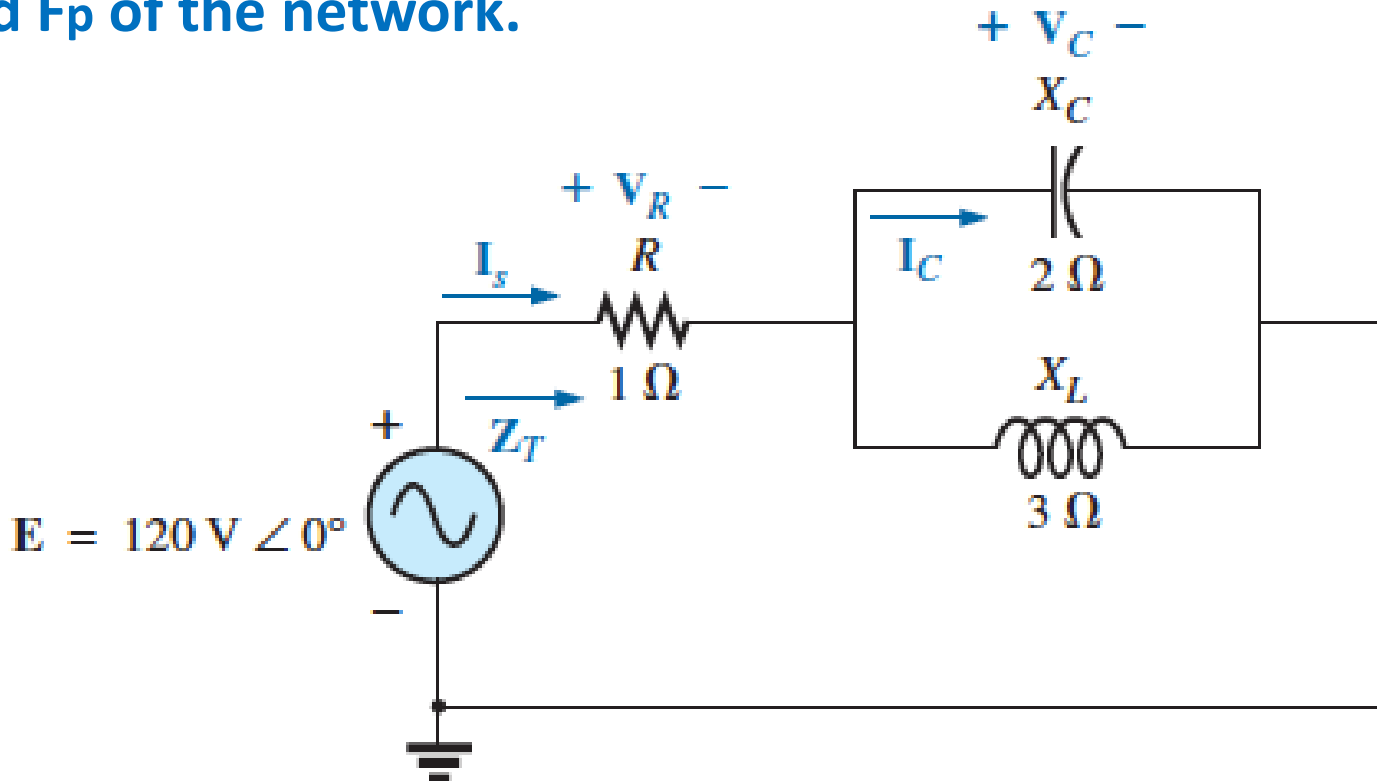 d Fp of the network.
+ V_C −
X_C
+ V_R −
I_s
R
I_C
2 Ω
1 Ω
X_L
+
Z_T
3 Ω
E = 120 V ∠ 0°
−